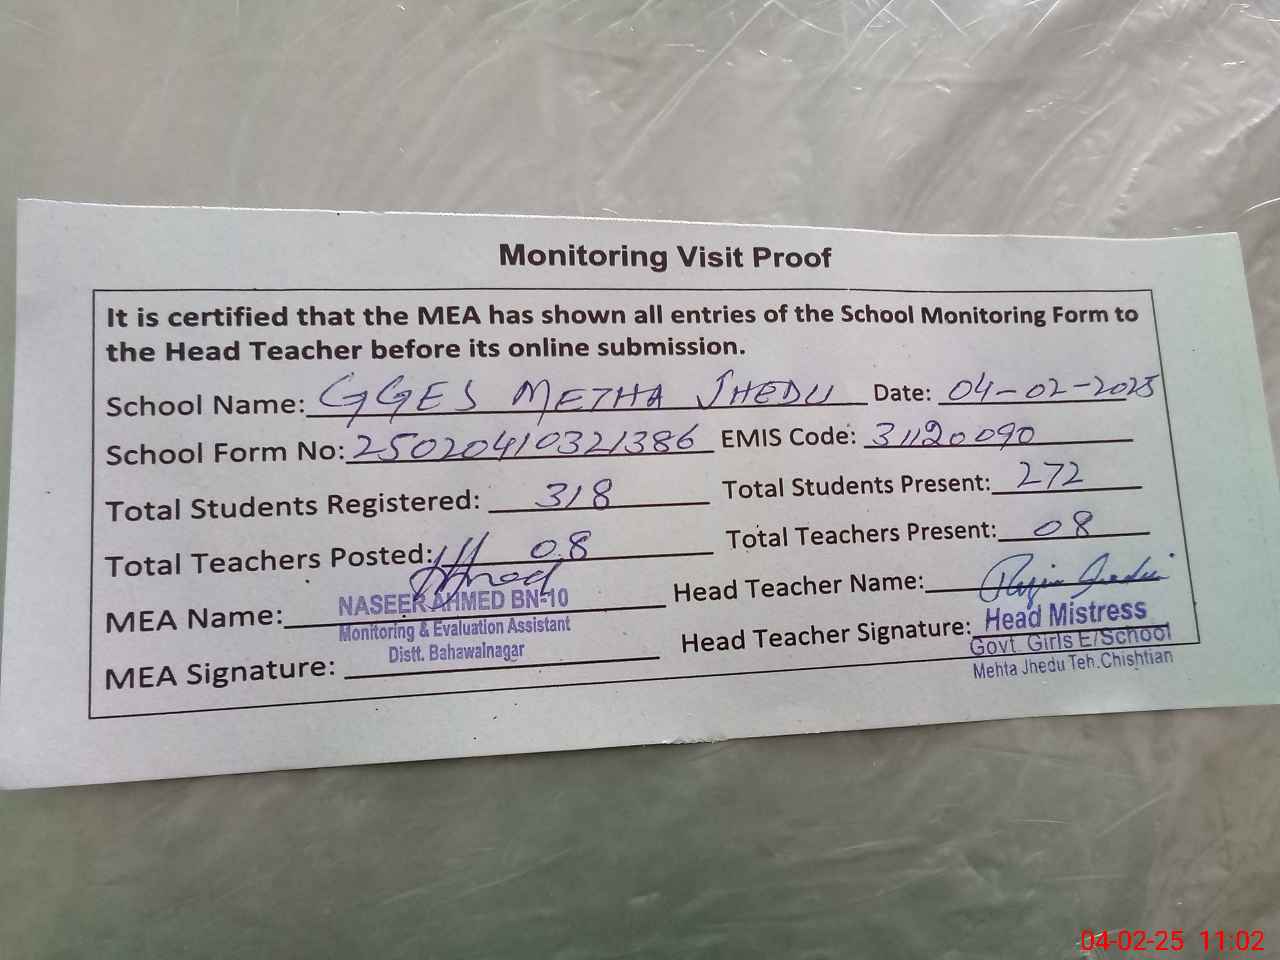 Monitoring Visit Proof
It is certified that the MEA has shown all entries of the School Monitoring Form to
the Head Teacher before its online submission.
School Name: GGES METHA JHEDU Date: 04-02-2025
School Form No: 25020410321386 EMIS Code: 31120090
Total Students Registered: 318 Total Students Present: 272
Total Teachers Posted: 08 Total Teachers Present: 08
MEA Name: NASEER AHMED BN-10 Head Teacher Name:
Monitoring & Evaluation Assistant
Distt. Bahawalnagar
MEA Signature: Head Teacher Signature: Head Mistress
Govt Girls E/School
Mehta Jhedu Teh.Chishtian
04-02-25 11:02